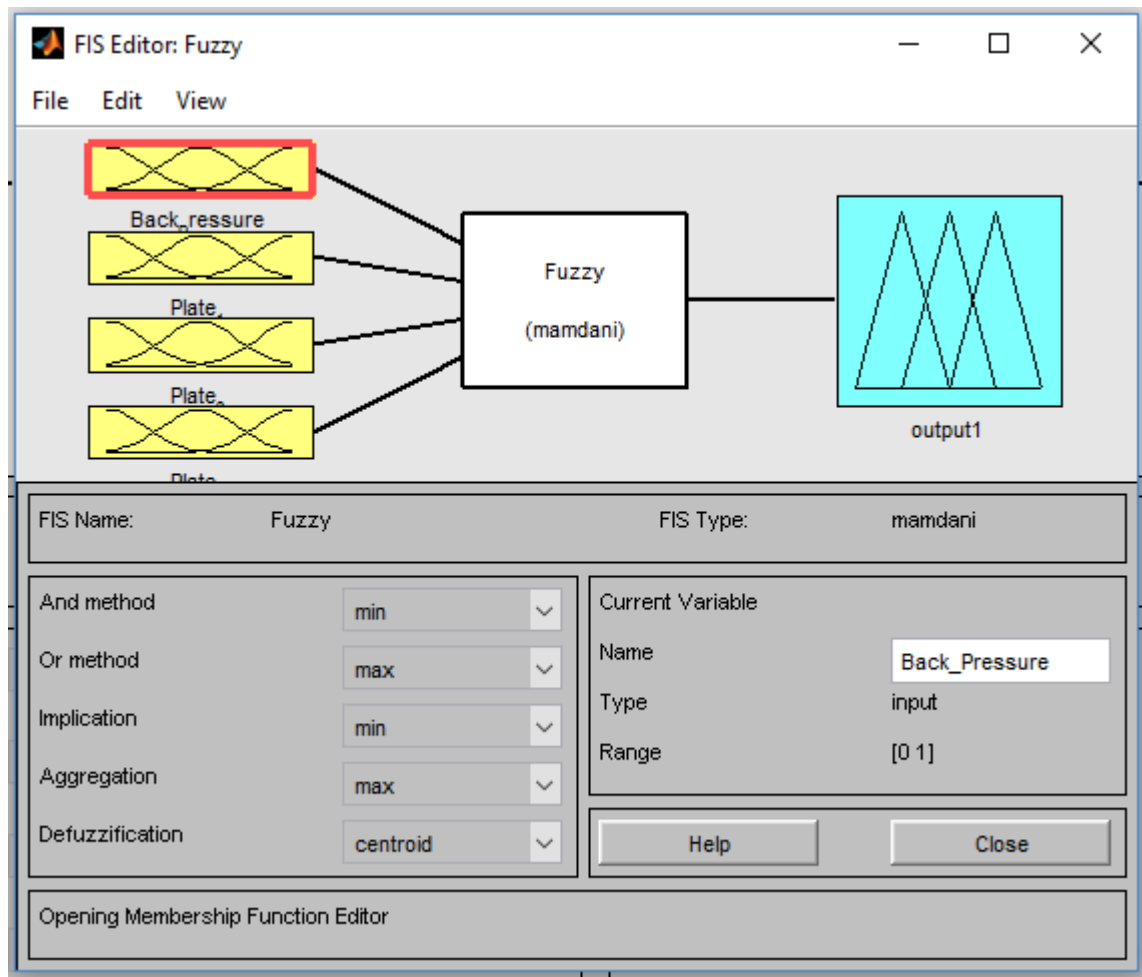 FIS Editor: Fuzzy
File Edit View
Back_pressure
Plate
Plate
Plate
Fuzzy
(mamdani)
output1
FIS Name: Fuzzy FIS Type: mamdani
And method min
Or method max
Implication min
Aggregation max
Defuzzification centroid
Current Variable
Name Back_Pressure
Type input
Range [0 1]
Help Close
Opening Membership Function Editor